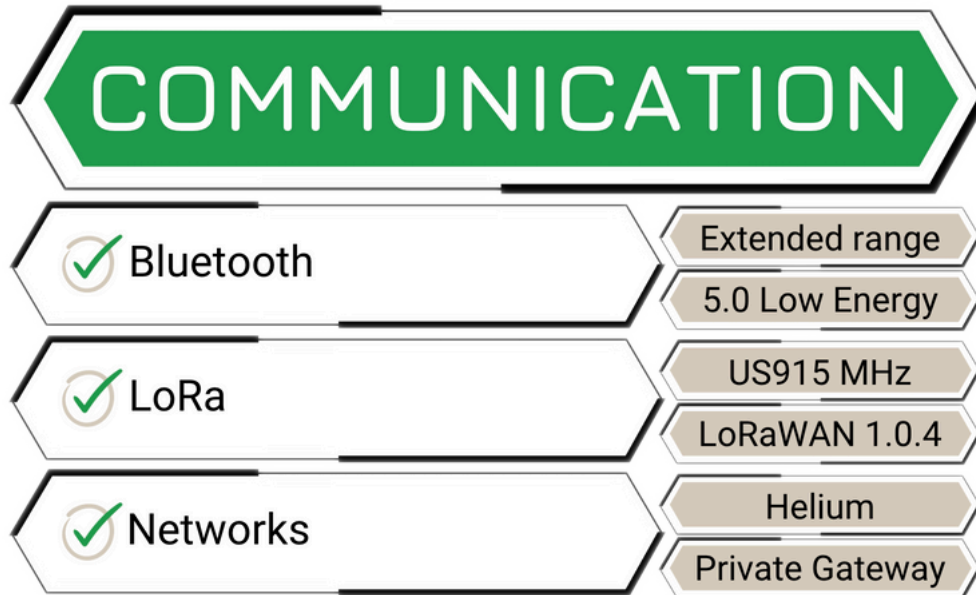 COMMUNICATION
Bluetooth
Extended range
5.0 Low Energy
LoRa
US915 MHz
LoRaWAN 1.0.4
Networks
Helium
Private Gateway